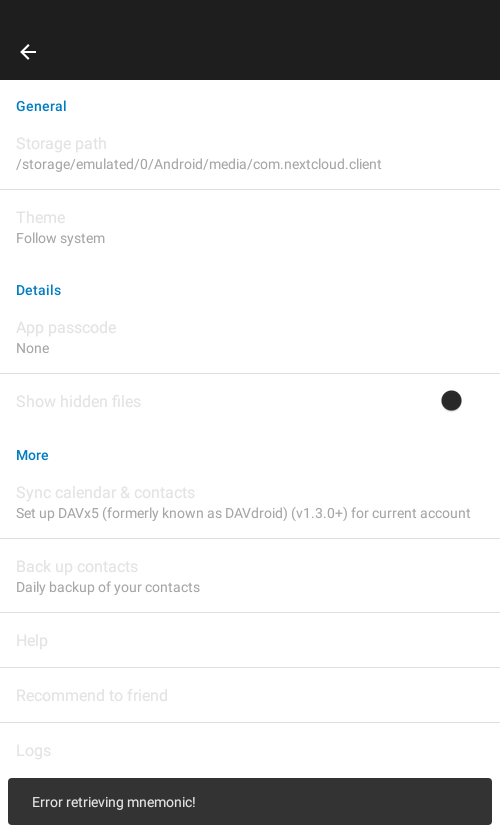 General
Storage path
/storage/emulated/0/Android/media/com.nextcloud.client
Theme
Follow system
Details
App passcode
None
Show hidden files
More
Sync calendar & contacts
Set up DAVx5 (formerly known as DAVdroid) (v1.3.0+) for current account
Back up contacts
Daily backup of your contacts
Help
Recommend to friend
Logs
Error retrieving mnemonic!